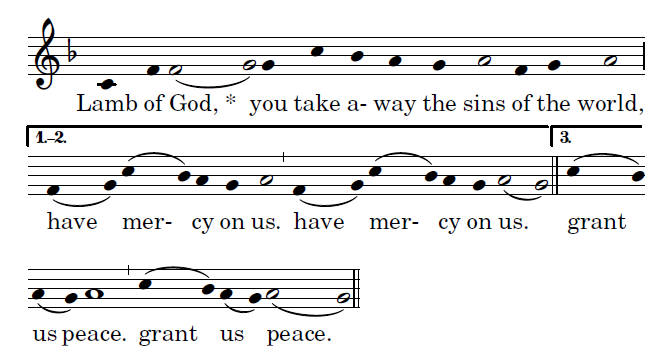 Lamb of God, * you take a- way the sins of the world,
1.–2. 3.
have mer- cy on us. have mer- cy on us. grant
us peace. grant us peace.